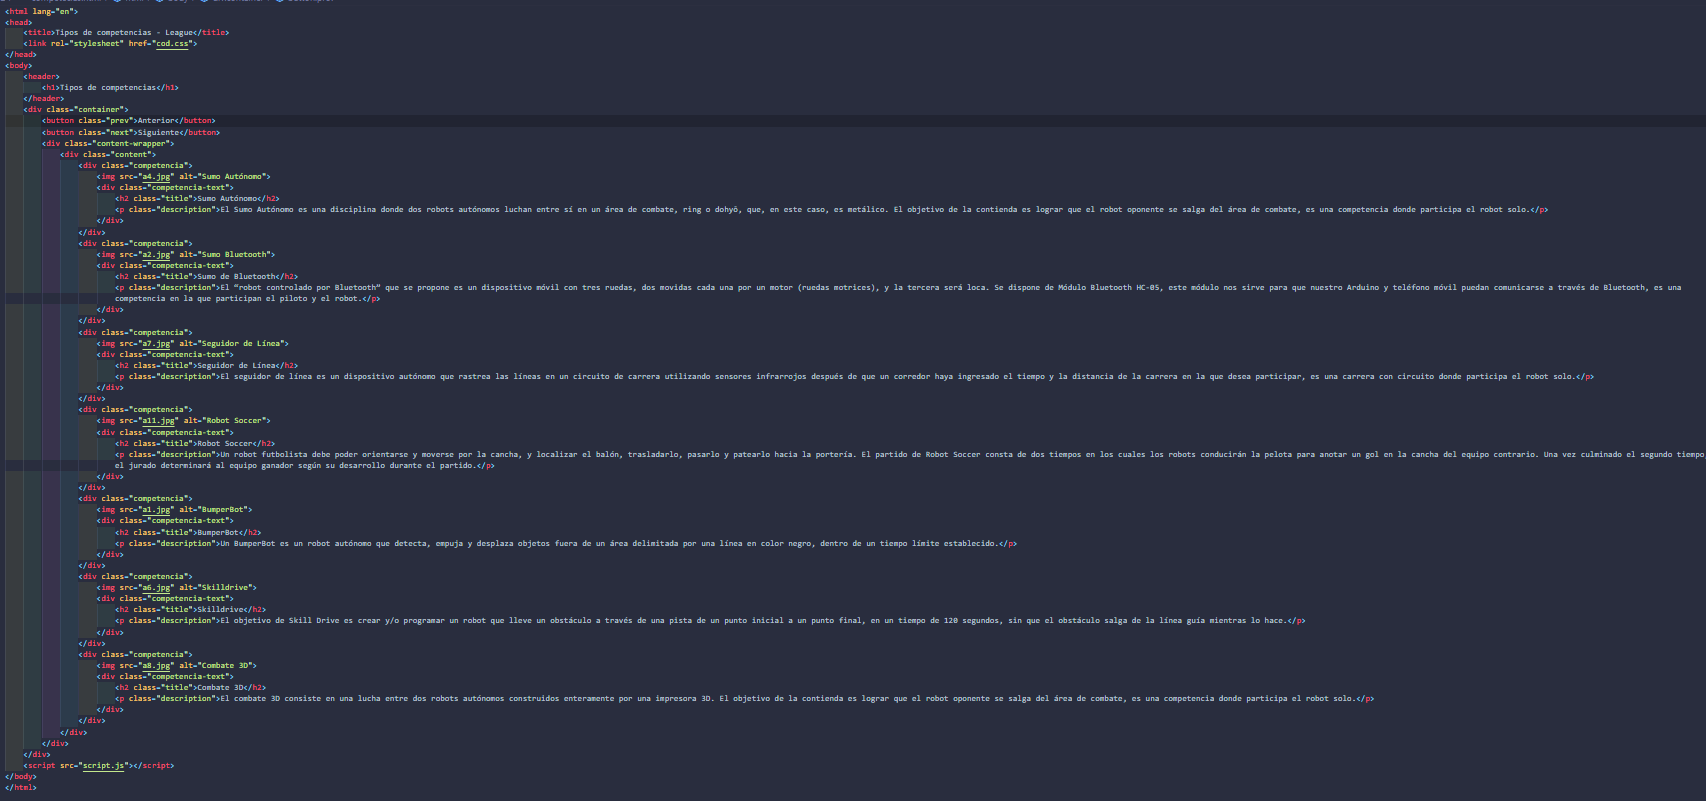 <html lang="en">
<head>
<title>Tipos de competencias - League</title>
<link rel="stylesheet" href="cod.css">
</head>
<body>
<header>
<h1>Tipos de competencias</h1>
</header>
<div class="container">
<button class="prev">Anterior</button>
<button class="next">Siguiente</button>
<div class="content-wrapper">
<div class="content">
<div class="competencia">
<img src="a4.jpg" alt="Sumo Autónomo">
<div class="competencia-text">
<h2 class="title">Sumo Autónomo</h2>
<p class="description">El Sumo Autónomo es una disciplina donde dos robots autónomos luchan entre sí en un área de combate, ring o dohyô, que, en este caso, es metálico. El objetivo de la contienda es lograr que el robot oponente se salga del área de combate, es una competencia donde participa el robot solo.</p>
</div>
</div>
<div class="competencia">
<img src="a2.jpg" alt="Sumo Bluetooth">
<div class="competencia-text">
<h2 class="title">Sumo de Bluetooth</h2>
<p class="description">El “robot controlado por Bluetooth” que se propone es un dispositivo móvil con tres ruedas, dos movidas cada una por un motor (ruedas motrices), y la tercera será loca. Se dispone de Módulo Bluetooth HC-05, este módulo nos sirve para que nuestro Arduino y teléfono móvil puedan comunicarse a través de Bluetooth, es una
competencia en la que participan el piloto y el robot.</p>
</div>
</div>
<div class="competencia">
<img src="a7.jpg" alt="Seguidor de Línea">
<div class="competencia-text">
<h2 class="title">Seguidor de Línea</h2>
<p class="description">El seguidor de línea es un dispositivo autónomo que rastrea las líneas en un circuito de carrera utilizando sensores infrarrojos después de que un corredor haya ingresado el tiempo y la distancia de la carrera en la que desea participar, es una carrera con circuito donde participa el robot solo.</p>
</div>
</div>
<div class="competencia">
<img src="a11.jpg" alt="Robot Soccer">
<div class="competencia-text">
<h2 class="title">Robot Soccer</h2>
<p class="description">Un robot futbolista debe poder orientarse y moverse por la cancha, y localizar el balón, trasladarlo, pasarlo y patearlo hacia la portería. El partido de Robot Soccer consta de dos tiempos en los cuales los robots conducirán la pelota para anotar un gol en la cancha del equipo contrario. Una vez culminado el segundo tiempo,
el jurado determinará al equipo ganador según su desarrollo durante el partido.</p>
</div>
</div>
<div class="competencia">
<img src="a1.jpg" alt="BumperBot">
<div class="competencia-text">
<h2 class="title">BumperBot</h2>
<p class="description">Un BumperBot es un robot autónomo que detecta, empuja y desplaza objetos fuera de un área delimitada por una línea en color negro, dentro de un tiempo límite establecido.</p>
</div>
</div>
<div class="competencia">
<img src="a6.jpg" alt="Skilldrive">
<div class="competencia-text">
<h2 class="title">Skilldrive</h2>
<p class="description">El objetivo de Skill Drive es crear y/o programar un robot que lleve un obstáculo a través de una pista de un punto inicial a un punto final, en un tiempo de 120 segundos, sin que el obstáculo salga de la línea guía mientras lo hace.</p>
</div>
</div>
<div class="competencia">
<img src="a8.jpg" alt="Combate 3D">
<div class="competencia-text">
<h2 class="title">Combate 3D</h2>
<p class="description">El combate 3D consiste en una lucha entre dos robots autónomos construidos enteramente por una impresora 3D. El objetivo de la contienda es lograr que el robot oponente se salga del área de combate, es una competencia donde participa el robot solo.</p>
</div>
</div>
</div>
</div>
</div>
<script src="script.js"></script>
</body>
</html>